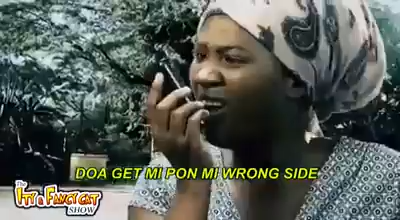 DOA GET MI PON MI WRONG SIDE
The
ITY & FANCY CAT
SHOW